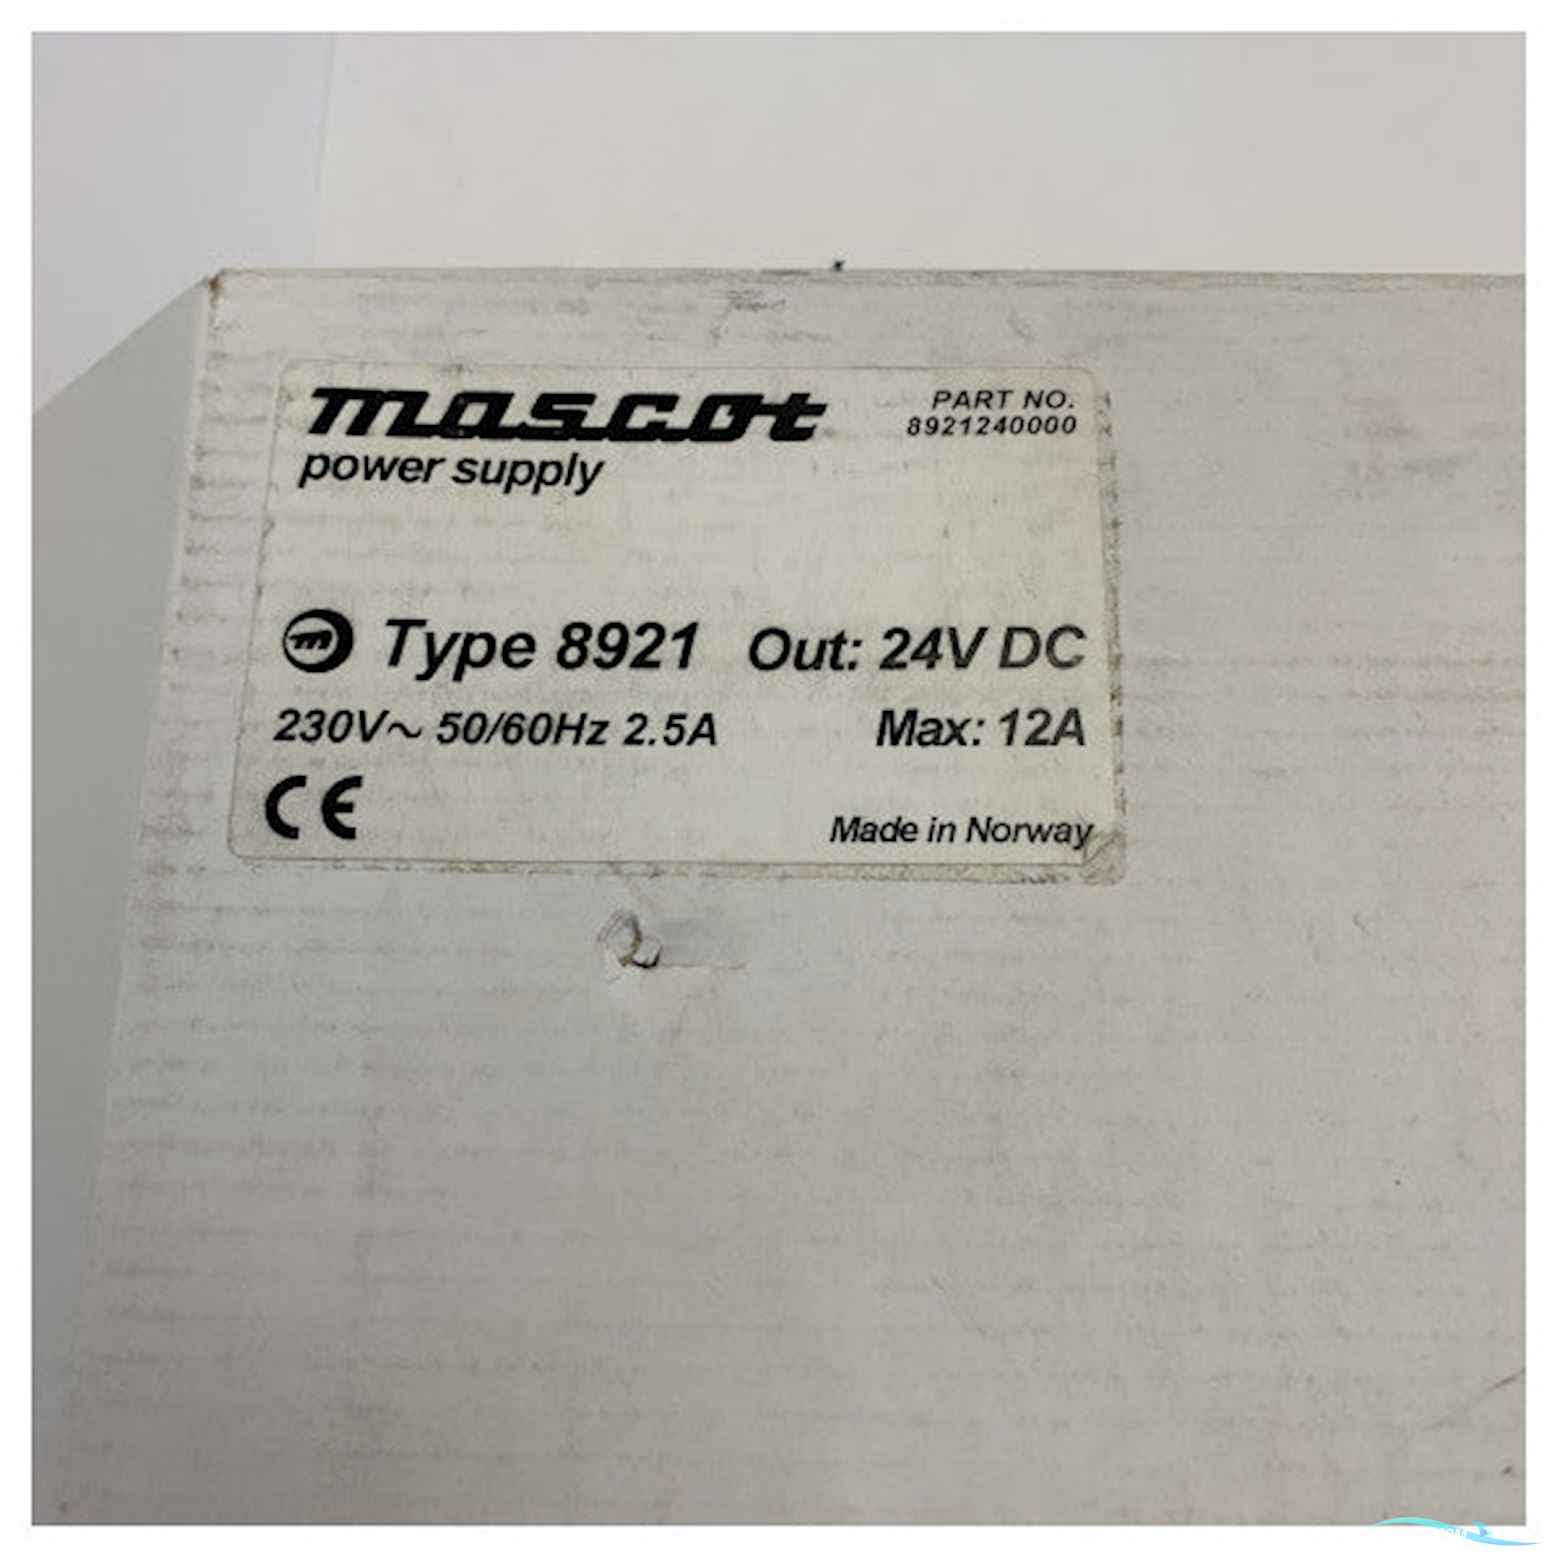 mascot
power supply
PART NO.
8921240000
m Type 8921 Out: 24V DC
230V~ 50/60Hz 2.5A Max: 12A
CE
Made in Norway